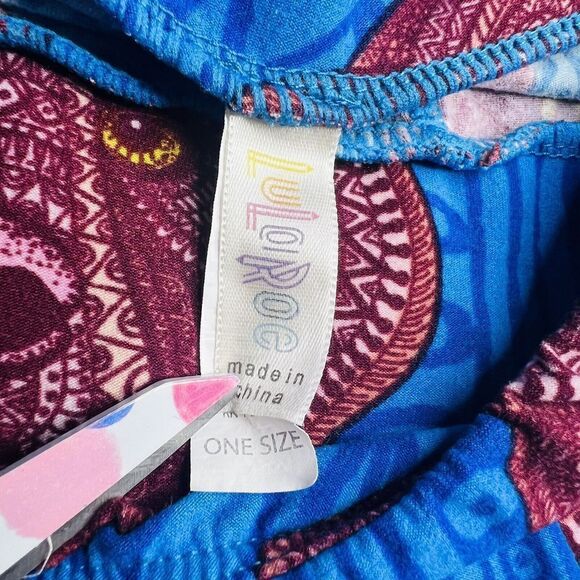 LuLaRoe
made in
china
ONE SIZE